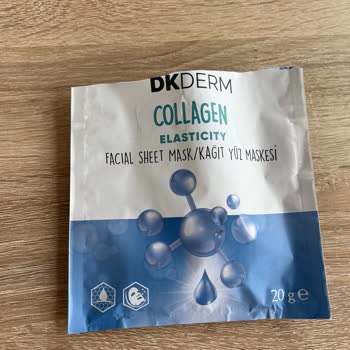 DKDERM
COLLAGEN
ELASTICITY
FACIAL SHEET MASK/KAĞIT YÜZ MASKESİ
20 g e